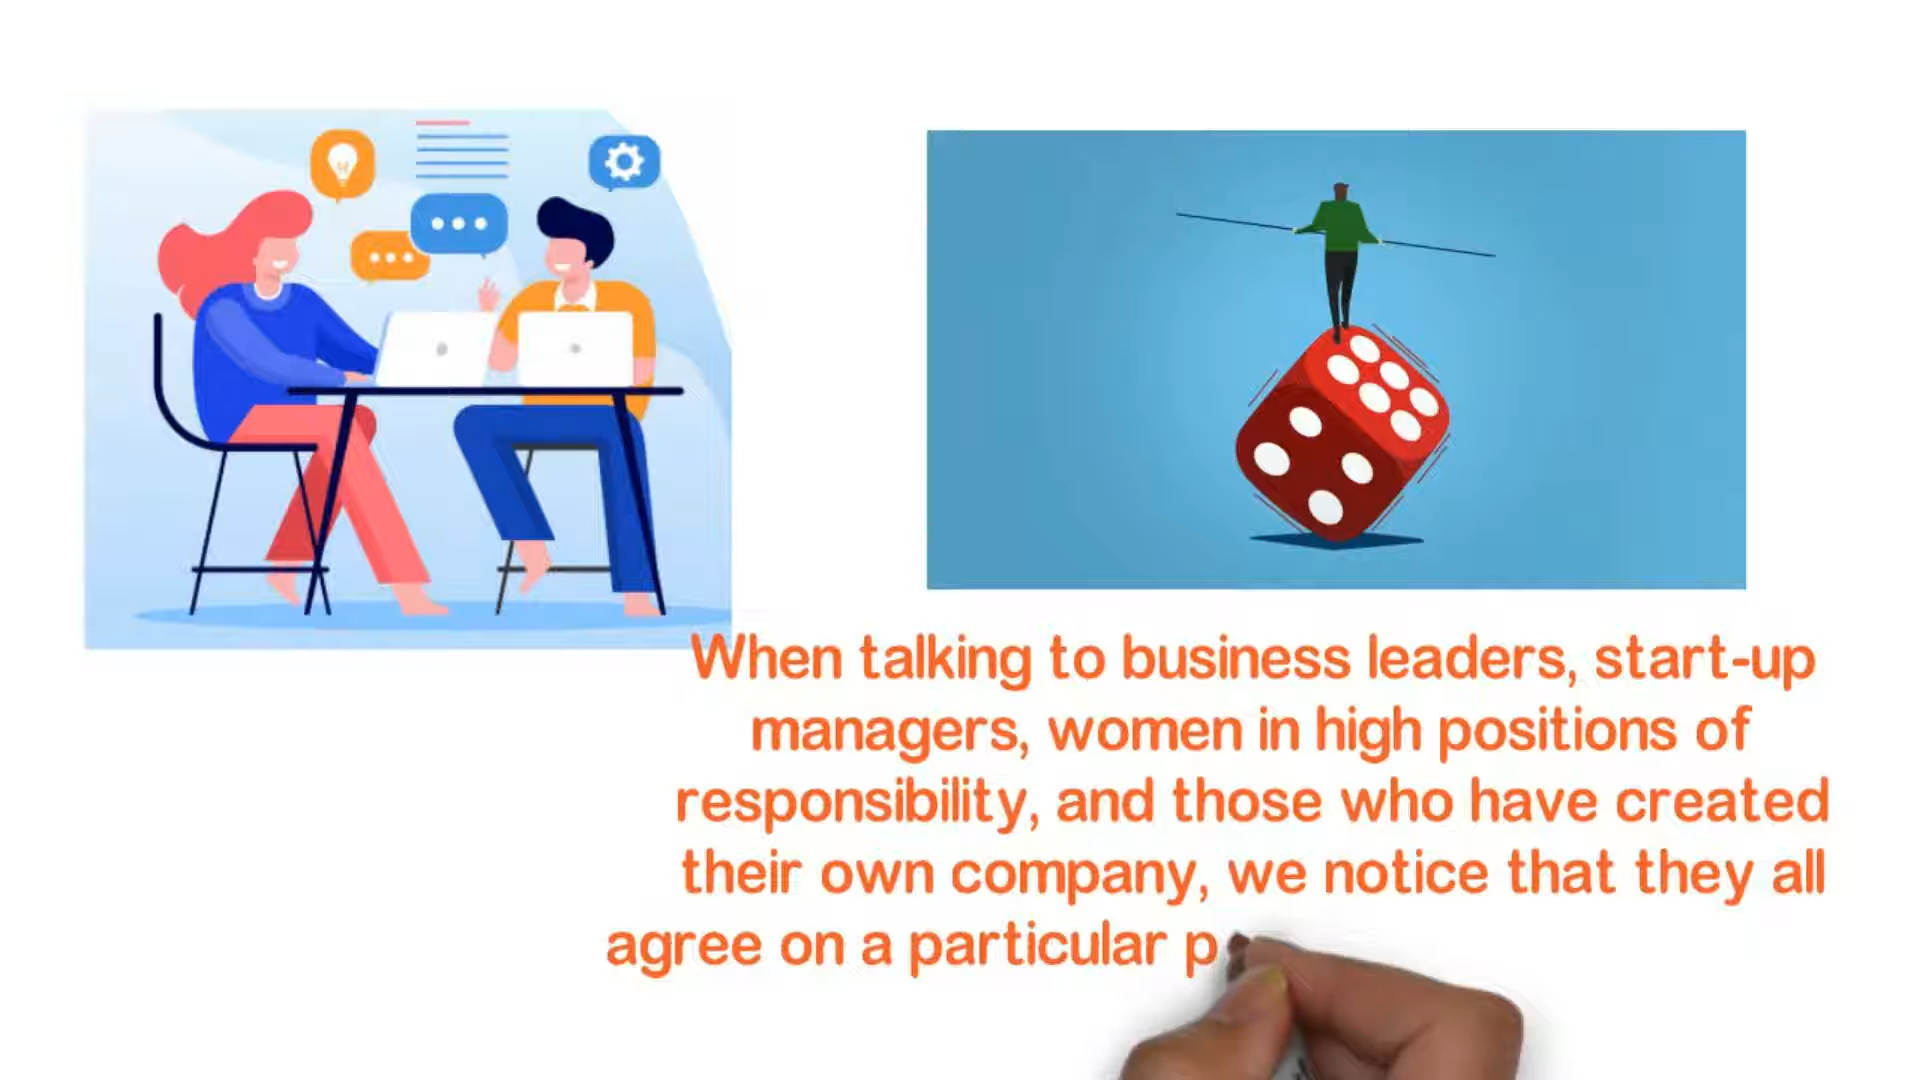 When talking to business leaders, start-up
managers, women in high positions of
responsibility, and those who have created
their own company, we notice that they all
agree on a particular p